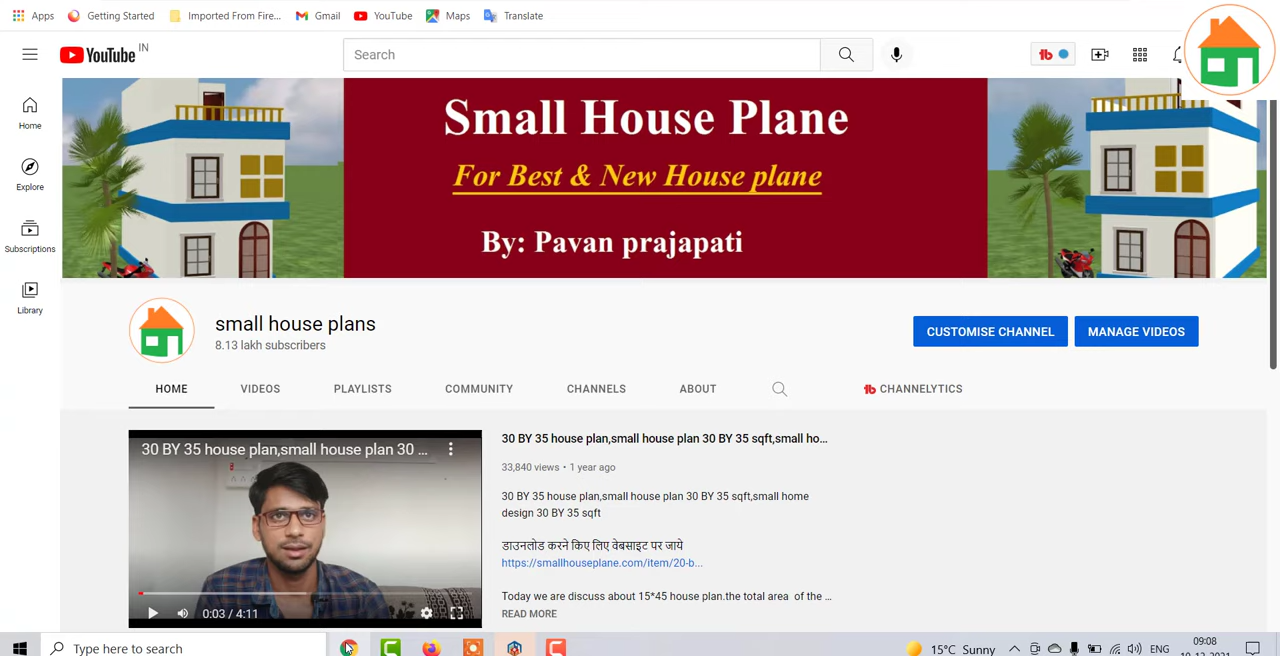 Apps Getting Started Imported From Fire... Gmail YouTube Maps Translate
YouTube IN
Search
Home
Explore
Subscriptions
Library
Small House Plane
For Best & New House plane
By: Pavan prajapati
small house plans
8.13 lakh subscribers
CUSTOMISE CHANNEL MANAGE VIDEOS
HOME VIDEOS PLAYLISTS COMMUNITY CHANNELS ABOUT CHANNELYTICS
30 BY 35 house plan,small house plan 30 ...
0:03 / 4:11
30 BY 35 house plan,small house plan 30 BY 35 sqft,small ho...
33,840 views • 1 year ago
30 BY 35 house plan,small house plan 30 BY 35 sqft,small home
design 30 BY 35 sqft
डाउनलोड करने किए लिए वेबसाइट पर जाये
https://smallhouseplane.com/item/20-b...
Today we are discuss about 15*45 house plan.the total area of the ...
READ MORE
Type here to search
15°C Sunny
ENG
09:08
10-12-2021